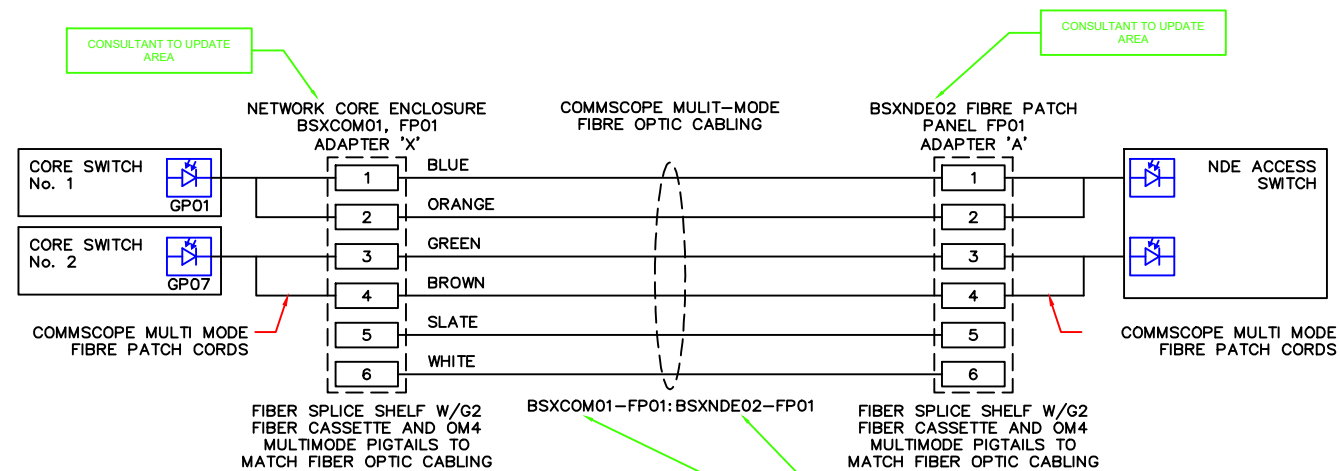 CONSULTANT TO UPDATE
AREA
CONSULTANT TO UPDATE
AREA
NETWORK CORE ENCLOSURE
BSXCOM01, FP01
ADAPTER 'X'
COMMSCOPE MULIT-MODE
FIBRE OPTIC CABLING
BSXNDE02 FIBRE PATCH
PANEL FP01
ADAPTER 'A'
CORE SWITCH
No. 1
GP01
CORE SWITCH
No. 2
GP07
1
2
3
4
5
6
BLUE
ORANGE
GREEN
BROWN
SLATE
WHITE
1
2
3
4
5
6
NDE ACCESS
SWITCH
COMMSCOPE MULTI MODE
FIBRE PATCH CORDS
COMMSCOPE MULTI MODE
FIBRE PATCH CORDS
BSXCOM01-FP01:BSXNDE02-FP01
FIBER SPLICE SHELF W/G2
FIBER CASSETTE AND OM4
MULTIMODE PIGTAILS TO
MATCH FIBER OPTIC CABLING
FIBER SPLICE SHELF W/G2
FIBER CASSETTE AND OM4
MULTIMODE PIGTAILS TO
MATCH FIBER OPTIC CABLING